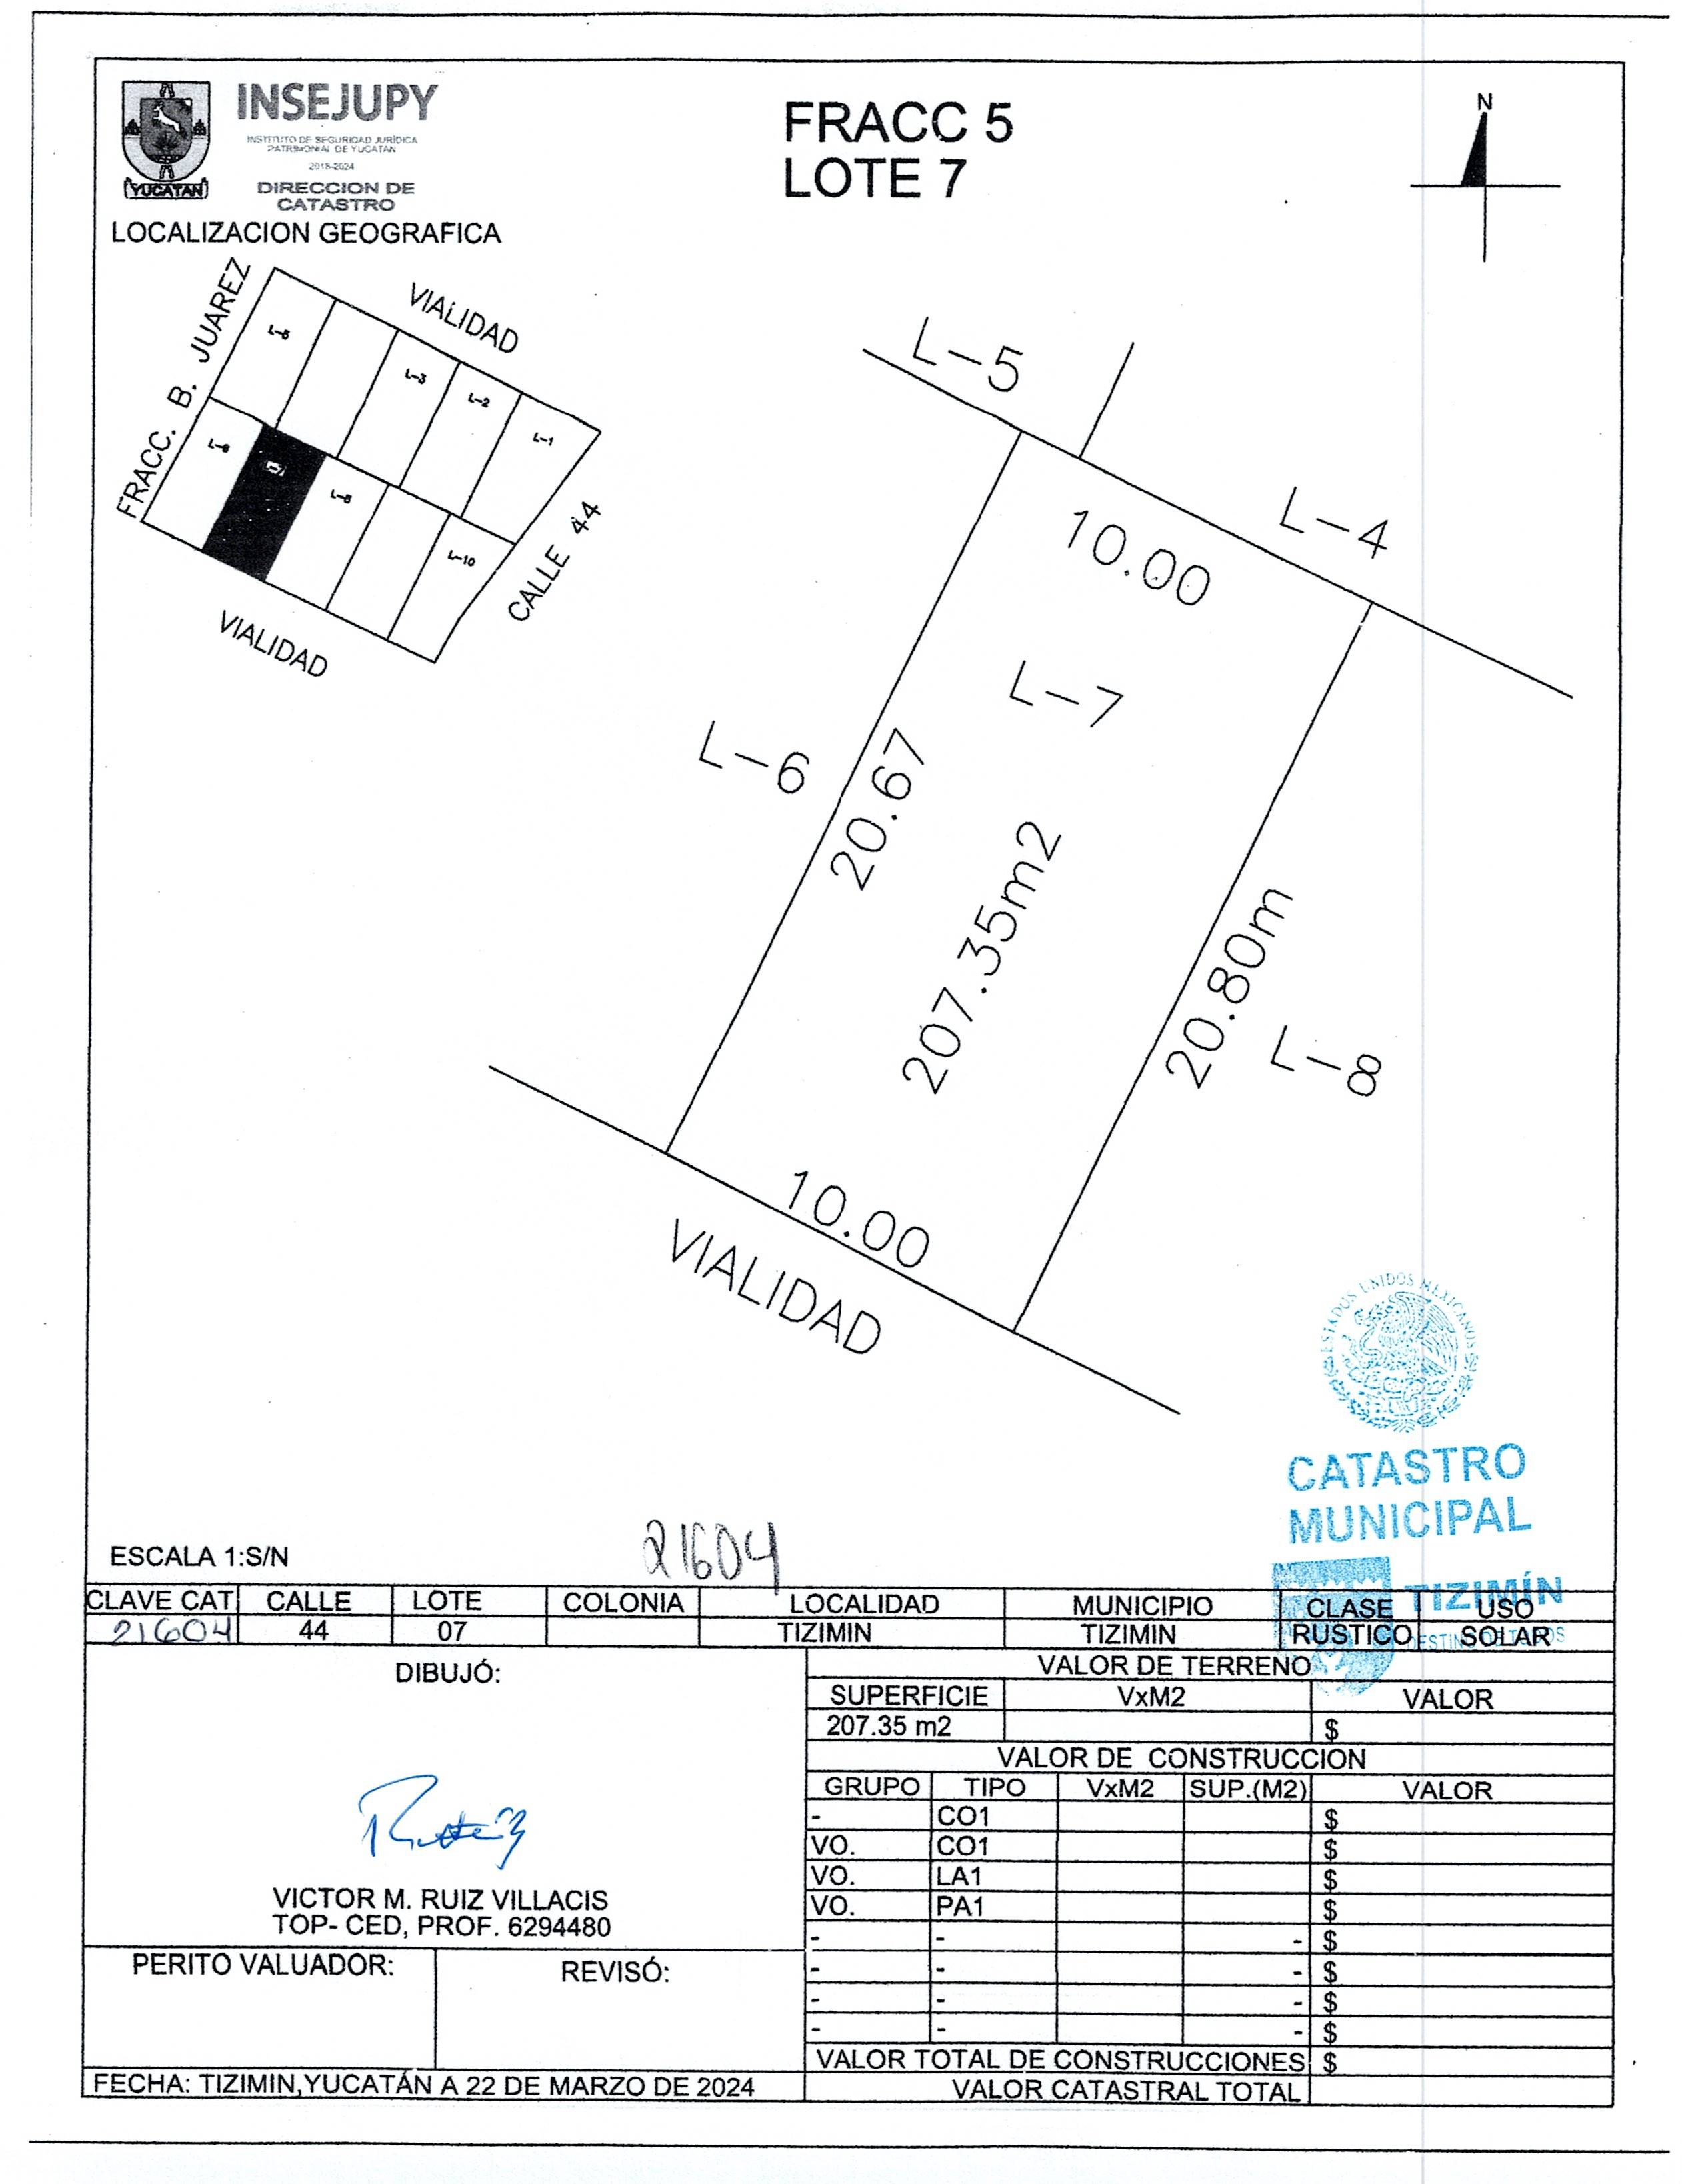 INSEJUPY
INSTITUTO DE SEGURIDAD JURÍDICA
PATRIMONIAL DE YUCATAN
2018-2024
DIRECCION DE
CATASTRO
YUCATAN
LOCALIZACION GEOGRAFICA
FRACC 5
LOTE 7
N
FRACC. B. JUAREZ
VIALIDAD
L-5
L-3
L-2
L-1
L-6
L-7
L-8
L-10
CALLE 44
VIALIDAD
L-5
L-4
10.00
L-7
L-6
20.67
207.35m2
20.80m
L-8
10.00
VIALIDAD
ESTADOS UNIDOS MEXICANOS
CATASTRO
MUNICIPAL
TIZIMÍN
ESCALA 1:S/N
21604
CLAVE CAT CALLE LOTE COLONIA LOCALIDAD MUNICIPIO CLASE USO
21604 44 07 TIZIMIN TIZIMIN RUSTICO SOLAR
DIBUJÓ:
VICTOR M. RUIZ VILLACIS
TOP- CED, PROF. 6294480
PERITO VALUADOR: REVISÓ:
FECHA: TIZIMIN,YUCATÁN A 22 DE MARZO DE 2024
VALOR DE TERRENO
SUPERFICIE VxM2 VALOR
207.35 m2 $
VALOR DE CONSTRUCCION
GRUPO TIPO VxM2 SUP.(M2) VALOR
- CO1 $
VO. CO1 $
VO. LA1 $
VO. PA1 $
- - - $
- - - $
- - - $
- - - $
VALOR TOTAL DE CONSTRUCCIONES $
VALOR CATASTRAL TOTAL